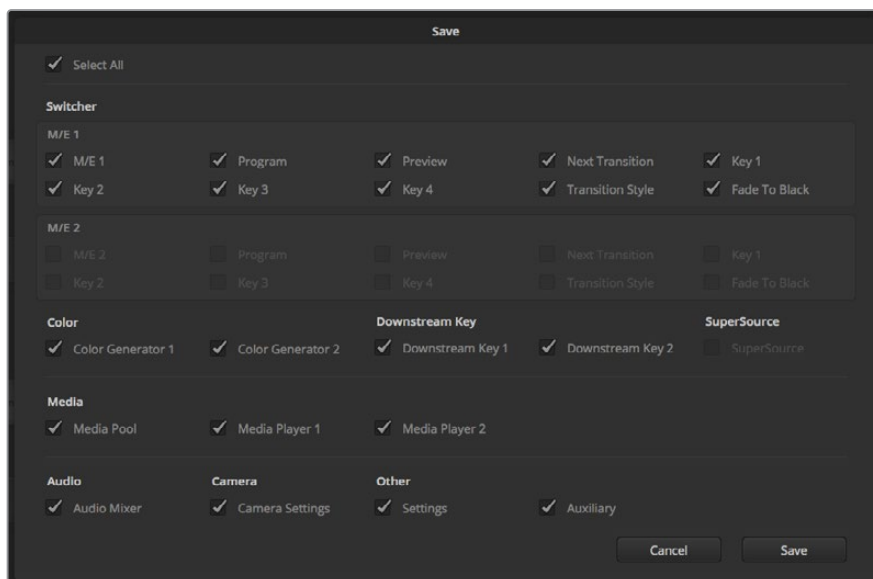 Save
Select All
Switcher
M/E 1
M/E 1 Program Preview Next Transition Key 1
Key 2 Key 3 Key 4 Transition Style Fade To Black
M/E 2
M/E 2 Program Preview Next Transition Key 1
Key 2 Key 3 Key 4 Transition Style Fade To Black
Color Downstream Key SuperSource
Color Generator 1 Color Generator 2 Downstream Key 1 Downstream Key 2 SuperSource
Media
Media Pool Media Player 1 Media Player 2
Audio Camera Other
Audio Mixer Camera Settings Settings Auxiliary
Cancel Save